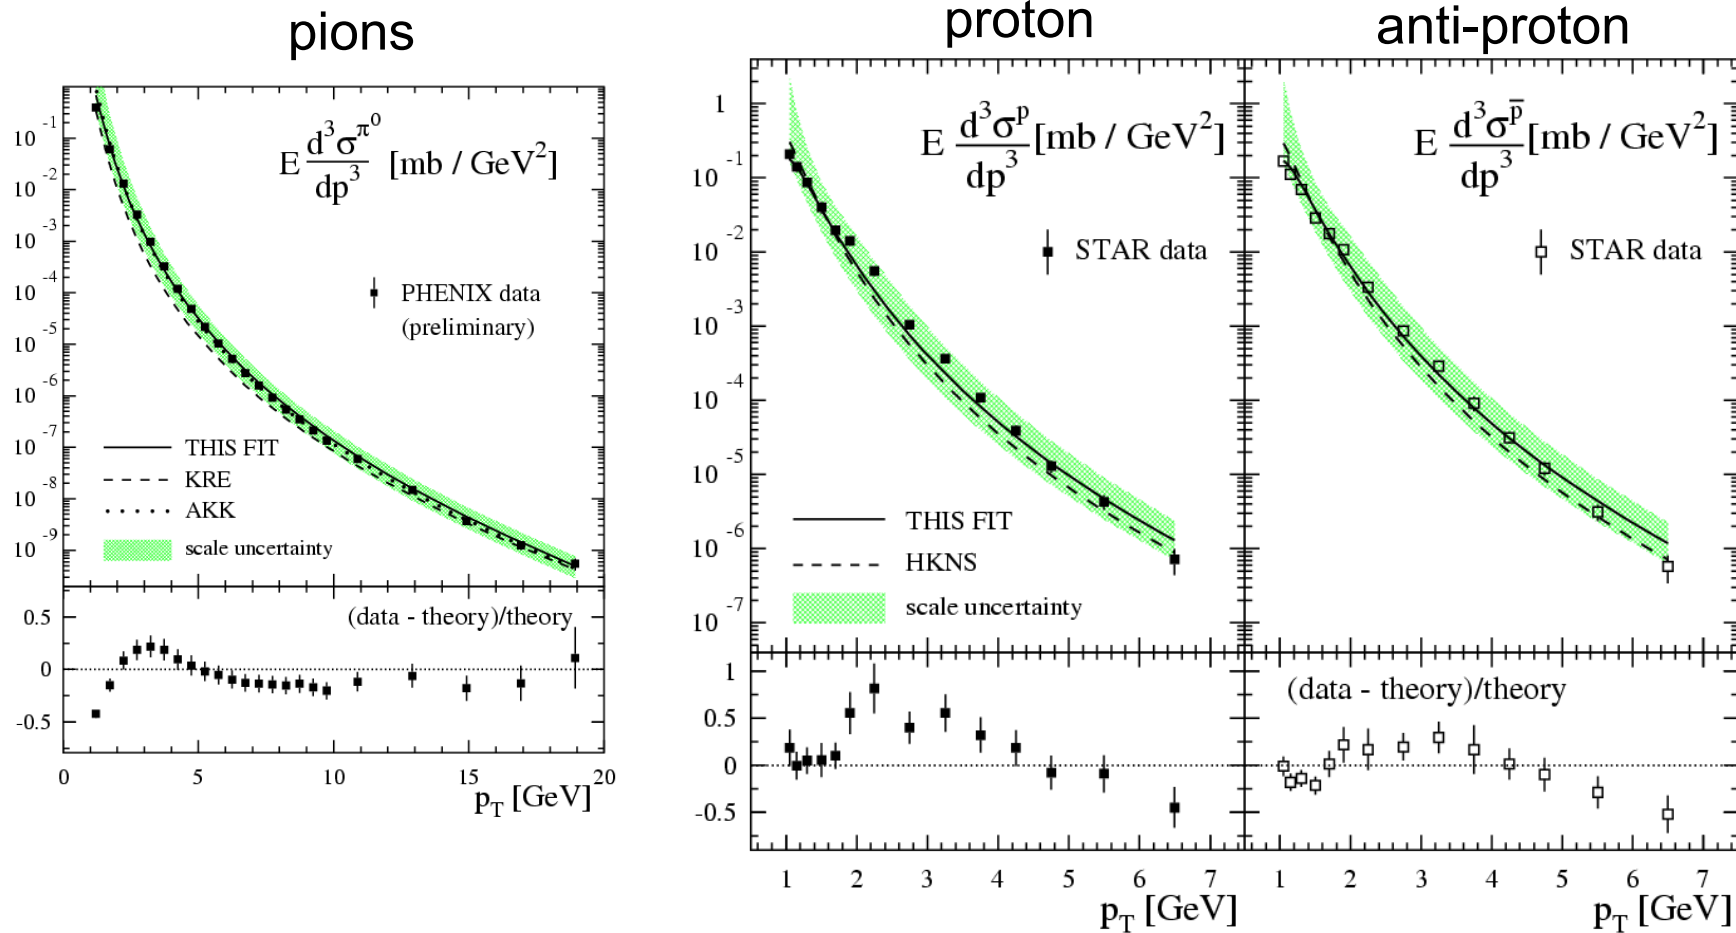 pions
proton
anti-proton
E d³σ^π⁰ / dp³ [mb / GeV²]
10⁻¹
10⁻²
10⁻³
10⁻⁴
10⁻⁵
10⁻⁶
10⁻⁷
10⁻⁸
10⁻⁹
PHENIX data
(preliminary)
THIS FIT
KRE
AKK
scale uncertainty
(data - theory)/theory
0.5
0
-0.5
0 5 10 15 20
p_T [GeV]
E d³σ^p / dp³ [mb / GeV²]
1
10⁻¹
10⁻²
10⁻³
10⁻⁴
10⁻⁵
10⁻⁶
10⁻⁷
STAR data
THIS FIT
HKNS
scale uncertainty
1
0.5
0
-0.5
1 2 3 4 5 6 7
p_T [GeV]
E d³σ^p̄ / dp³ [mb / GeV²]
STAR data
(data - theory)/theory
1 2 3 4 5 6 7
p_T [GeV]